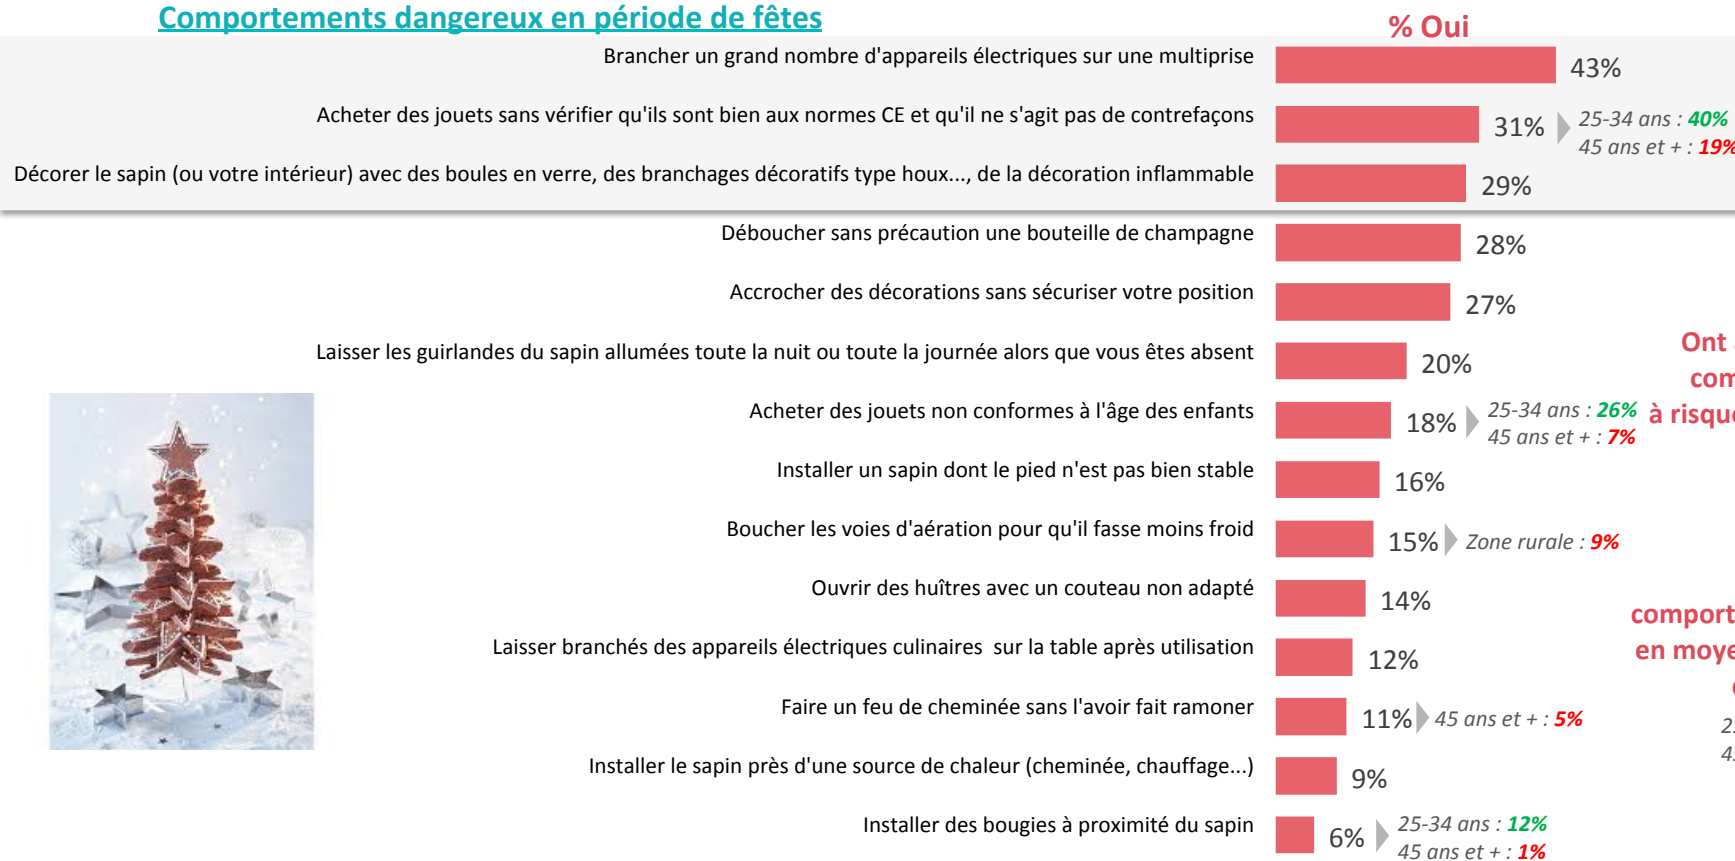 Comportements dangereux en période de fêtes
% Oui
Brancher un grand nombre d'appareils électriques sur une multiprise 43%
Acheter des jouets sans vérifier qu'ils sont bien aux normes CE et qu'il ne s'agit pas de contrefaçons 31% 25-34 ans : 40%
45 ans et + : 19%
Décorer le sapin (ou votre intérieur) avec des boules en verre, des branchages décoratifs type houx..., de la décoration inflammable 29%
Déboucher sans précaution une bouteille de champagne 28%
Accrocher des décorations sans sécuriser votre position 27%
Ont
Laisser les guirlandes du sapin allumées toute la nuit ou toute la journée alors que vous êtes absent 20%
Acheter des jouets non conformes à l'âge des enfants 18% 25-34 ans : 26%
45 ans et + : 7%
à
Installer un sapin dont le pied n'est pas bien stable 16%
Boucher les voies d'aération pour qu'il fasse moins froid 15% Zone rurale : 9%
Ouvrir des huîtres avec un couteau non adapté 14%
Laisser branchés des appareils électriques culinaires sur la table après utilisation 12%
en
Faire un feu de cheminée sans l'avoir fait ramoner 11% 45 ans et + : 5%
Installer le sapin près d'une source de chaleur (cheminée, chauffage...) 9%
Installer des bougies à proximité du sapin 6% 25-34 ans : 12%
45 ans et + : 1%